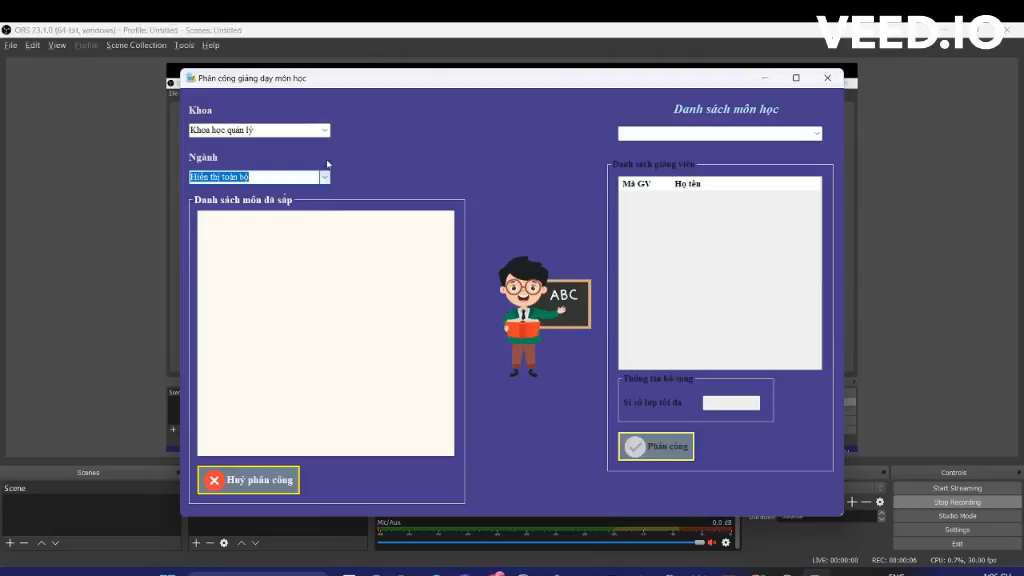 OBS 23.1.0 (64-bit, windows) - Profile: Untitled - Scenes: Untitled
VEED.IO
File Edit View Profile Scene Collection Tools Help
Phân công giảng dạy môn học
Khoa
Danh sách môn học
Khoa học quản lý
Ngành
Danh sách giảng viên
Hiển thị toàn bộ
Mã GV Họ tên
Danh sách môn đã sắp
ABC
Thông tin bổ sung
Sĩ số lớp tối đa
Phân công
Huỷ phân công
Scenes
Controls
Scene
Start Streaming
Stop Recording
Studio Mode
Mic/Aux
0.0 dB
Settings
Exit
LIVE: 00:00:00 REC: 00:00:06 CPU: 0.7%, 30.00 fps